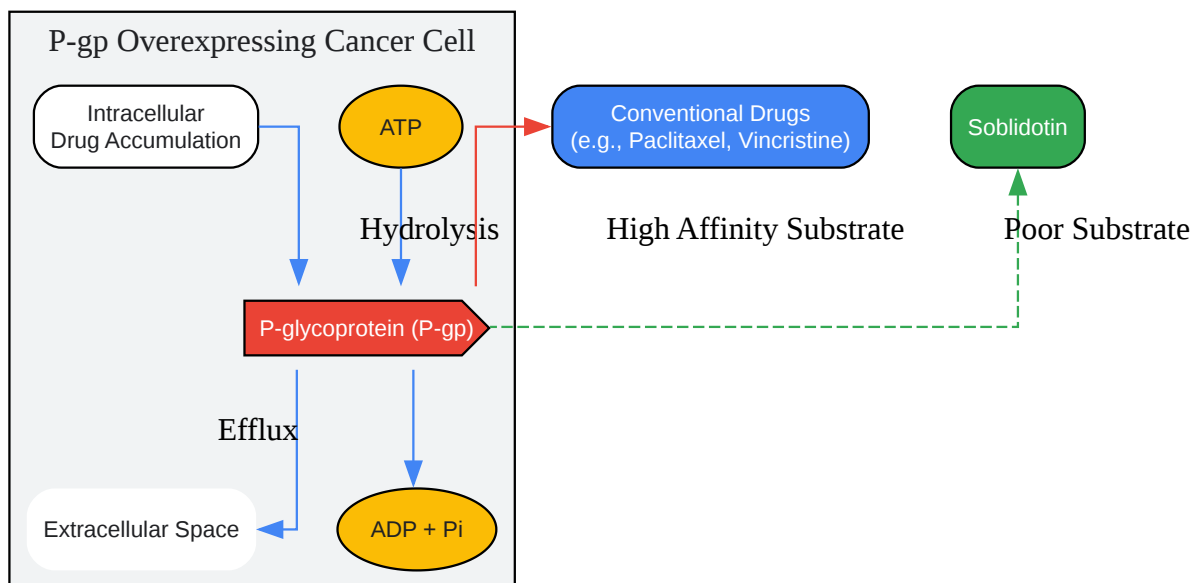 P-gp Overexpressing Cancer Cell
Intracellular
Drug Accumulation
ATP
Conventional Drugs
(e.g., Paclitaxel, Vincristine)
Soblidotin
Hydrolysis
High Affinity Substrate
Poor Substrate
P-glycoprotein (P-gp)
Efflux
Extracellular Space
ADP + Pi